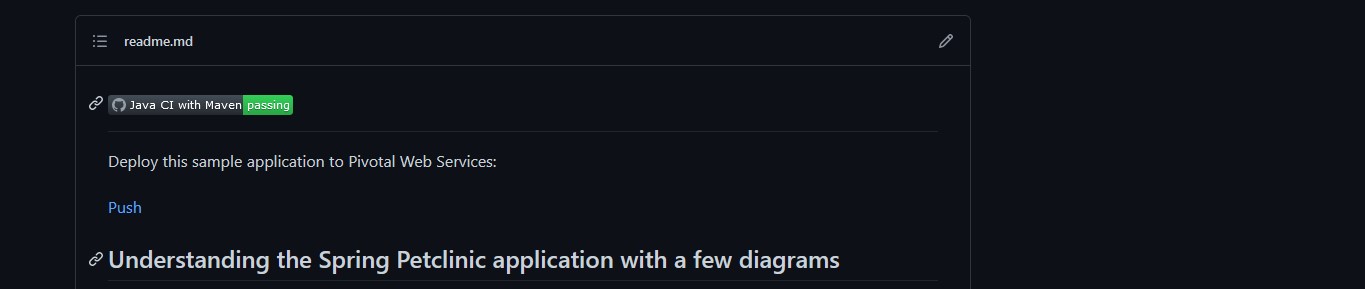 readme.md
Java CI with Maven passing
Deploy this sample application to Pivotal Web Services:
Push
Understanding the Spring Petclinic application with a few diagrams